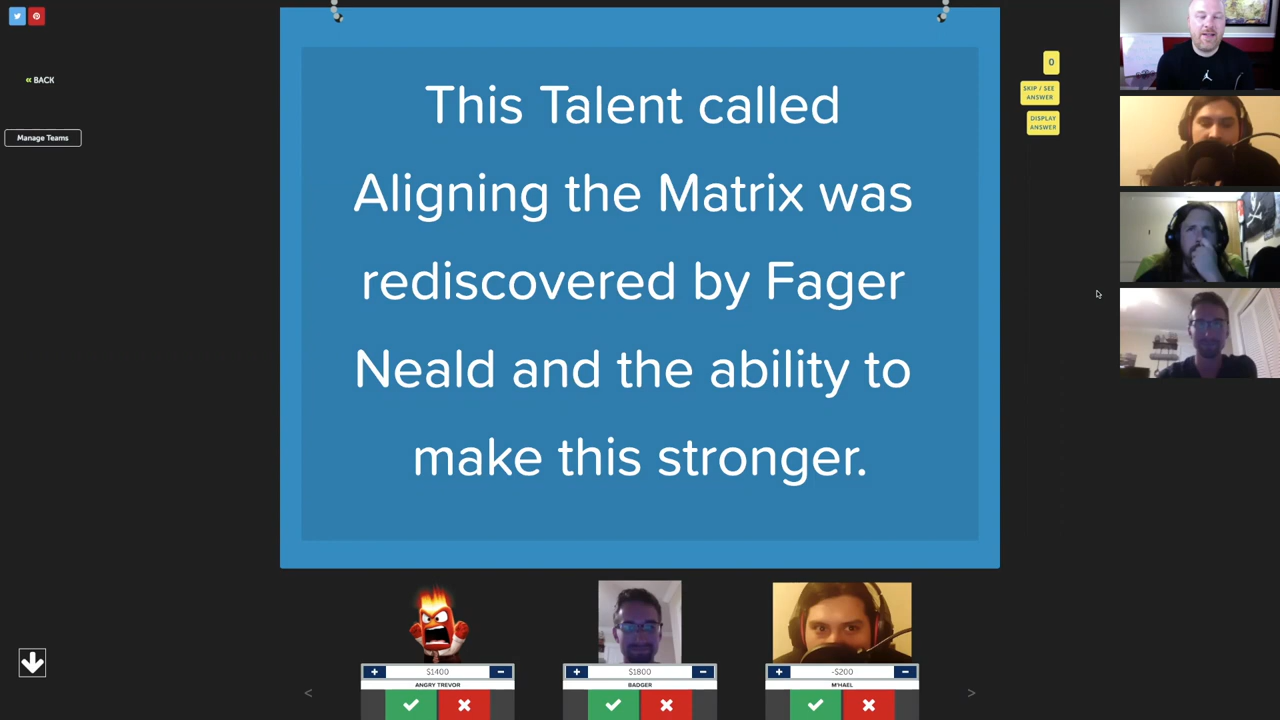 « BACK
Manage Teams
This Talent called
Aligning the Matrix was
rediscovered by Fager
Neald and the ability to
make this stronger.
0
SKIP / SEE
ANSWER
DISPLAY
ANSWER
+ $1400 −
ANGRY TREVOR
+ $1800 −
BADGER
+ -$200 −
M'HAEL